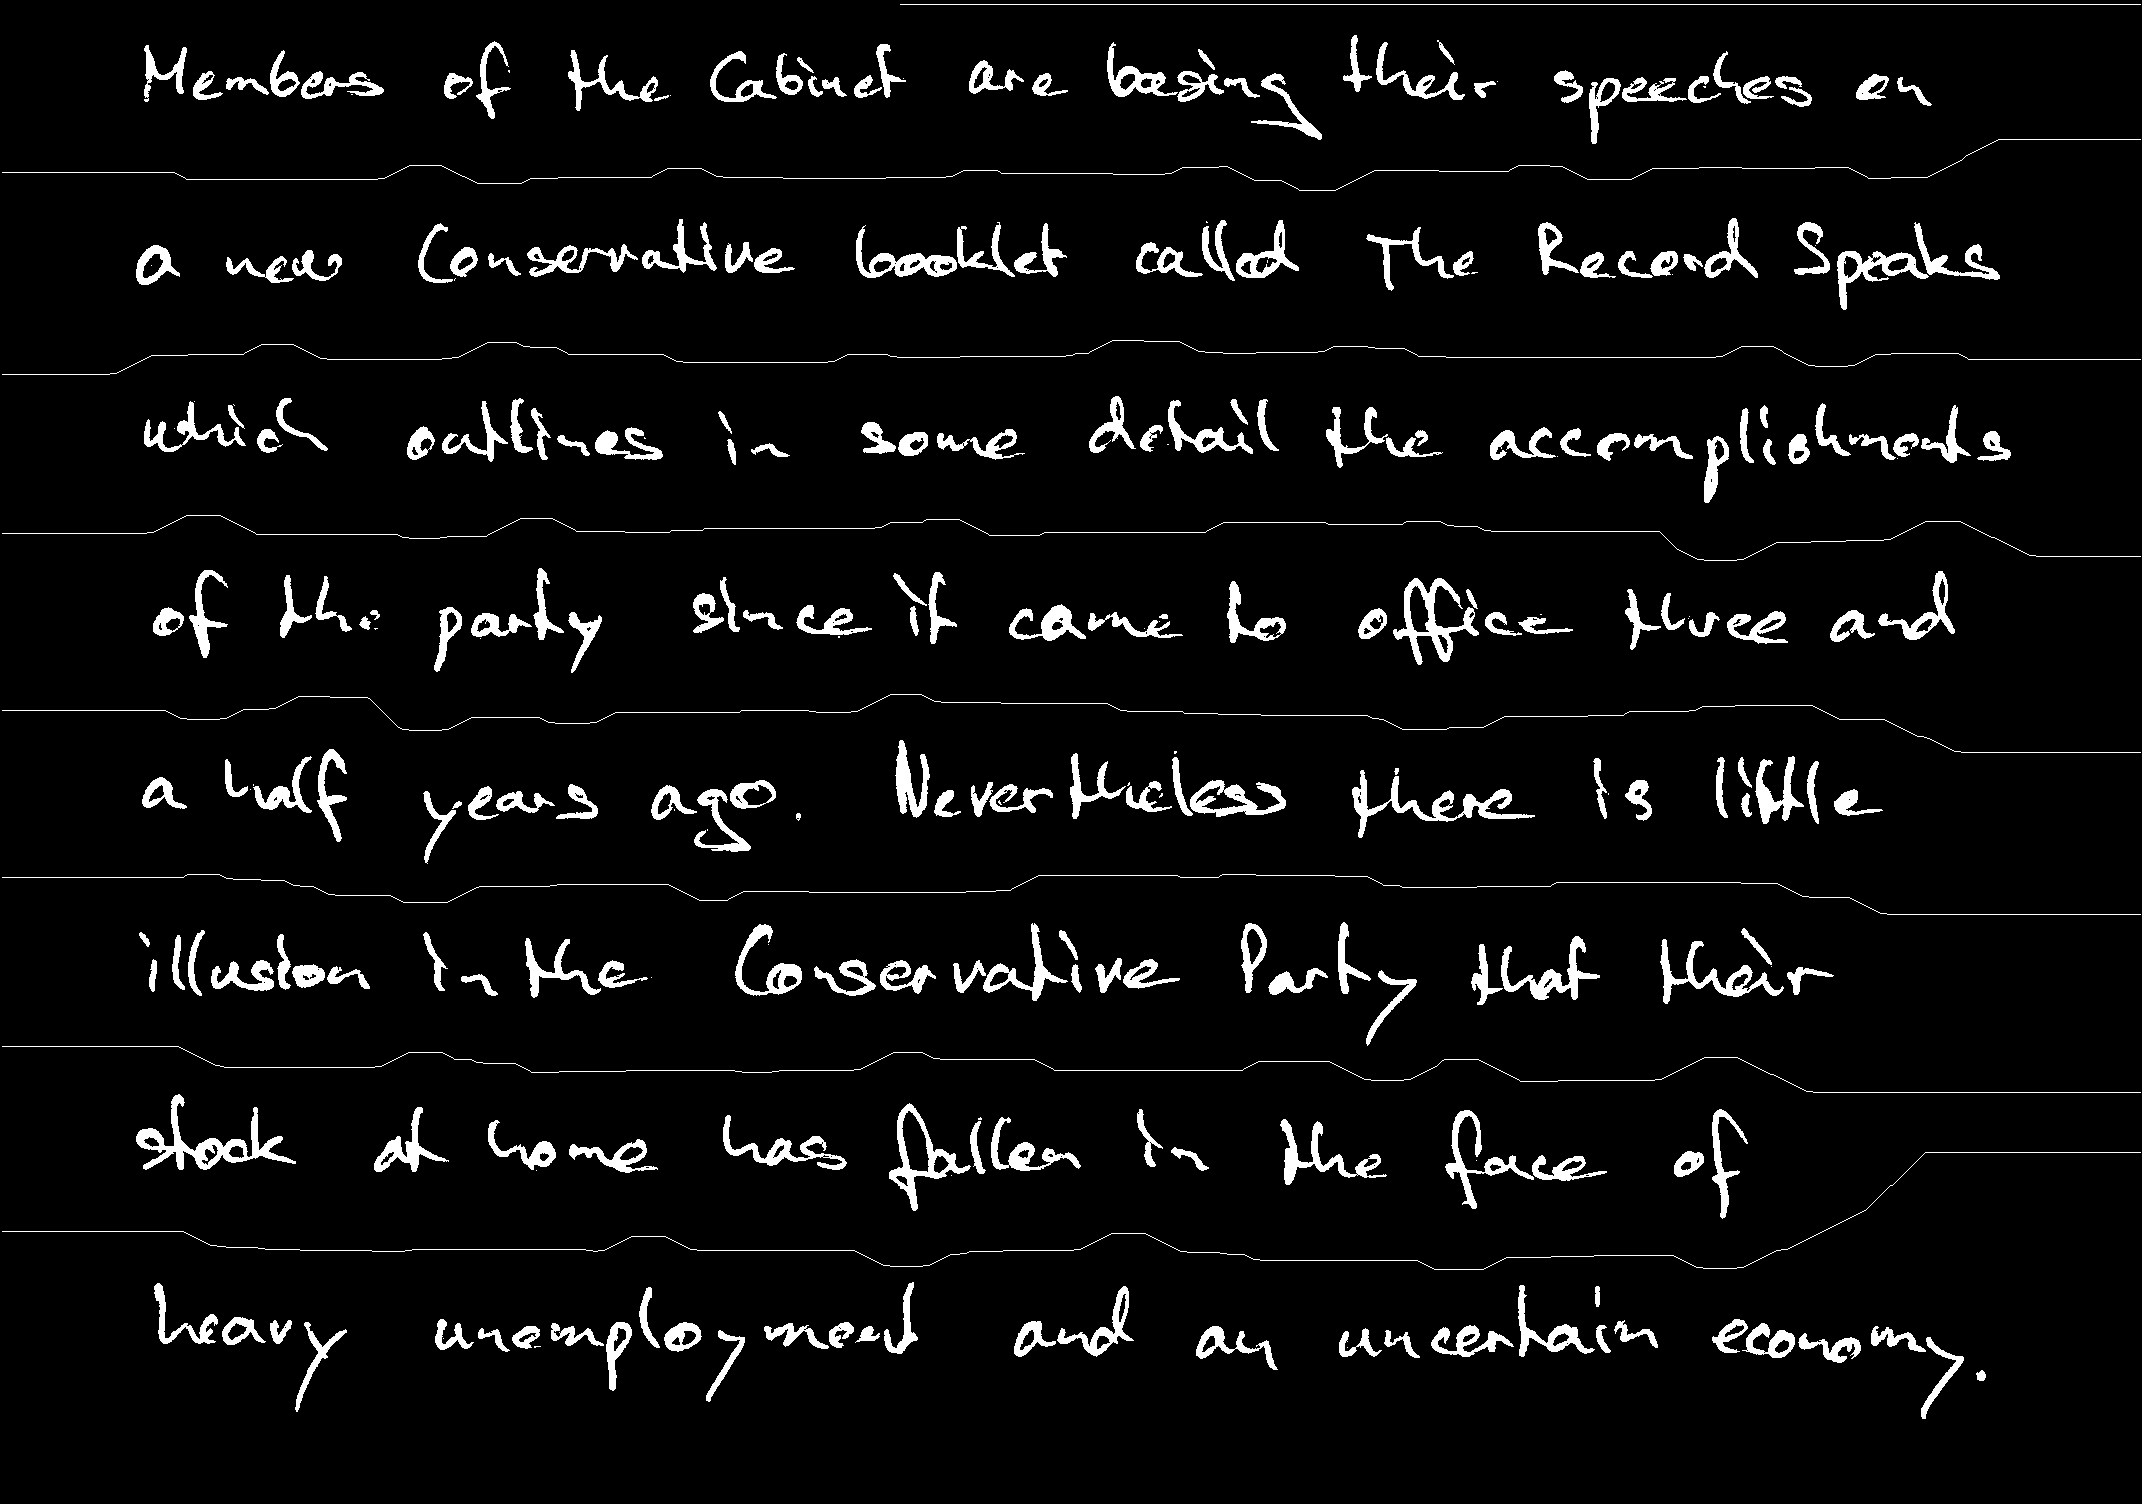 Members of the Cabinet are basing their speeches on
a new Conservative booklet called The Record Speaks
which outlines in some detail the accomplishments
of the party since it came to office three and
a half years ago. Nevertheless there is little
illusion in the Conservative Party that their
stock at home has fallen in the face of
heavy unemployment and an uncertain economy.